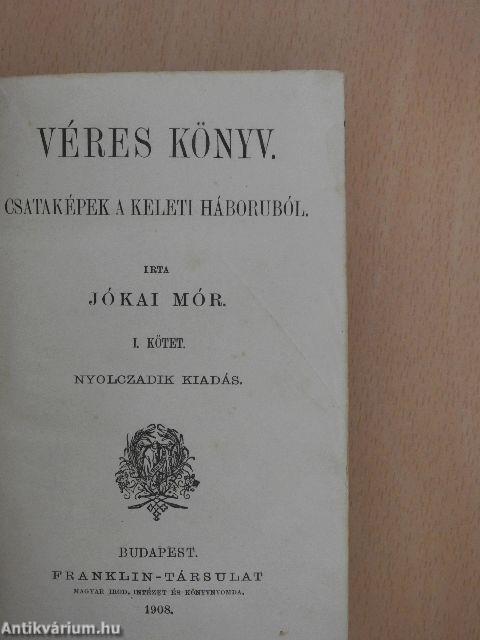 VÉRES KÖNYV.
CSATAKÉPEK A KELETI HÁBORUBÓL.
IRTA
JÓKAI MÓR.
I. KÖTET.
NYOLCZADIK KIADÁS.
BUDAPEST.
FRANKLIN-TÁRSULAT
MAGYAR IROD. INTÉZET ÉS KÖNYVNYOMDA.
1908.
Antikvárium.hu